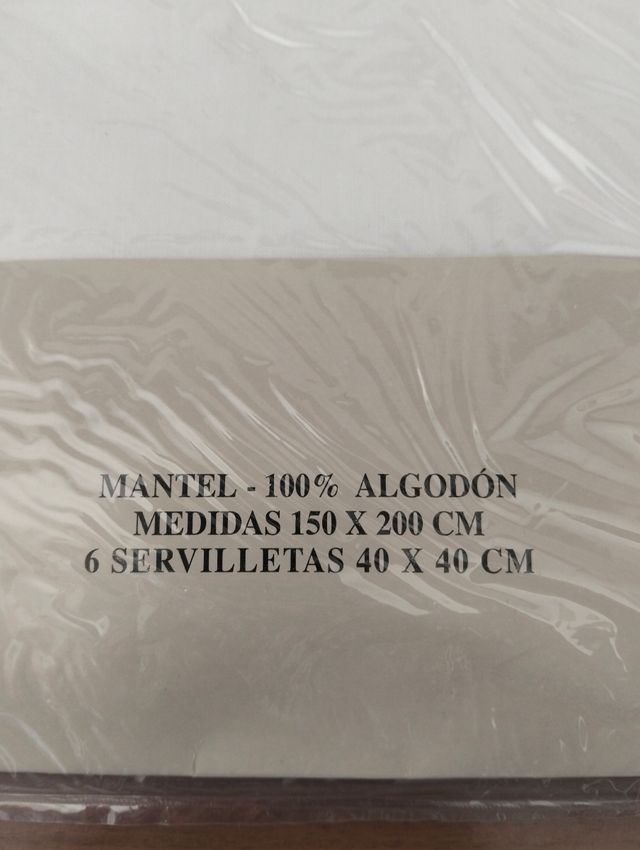 MANTEL - 100% ALGODÓN
MEDIDAS 150 X 200 CM
6 SERVILLETAS 40 X 40 CM